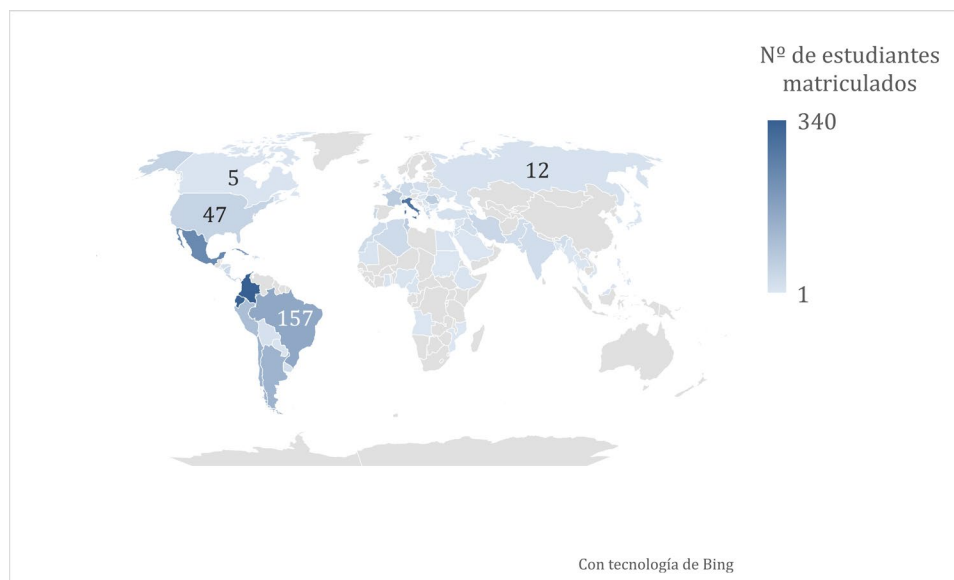 Nº de estudiantes
matriculados
340
1
5
12
47
157
Con tecnología de Bing